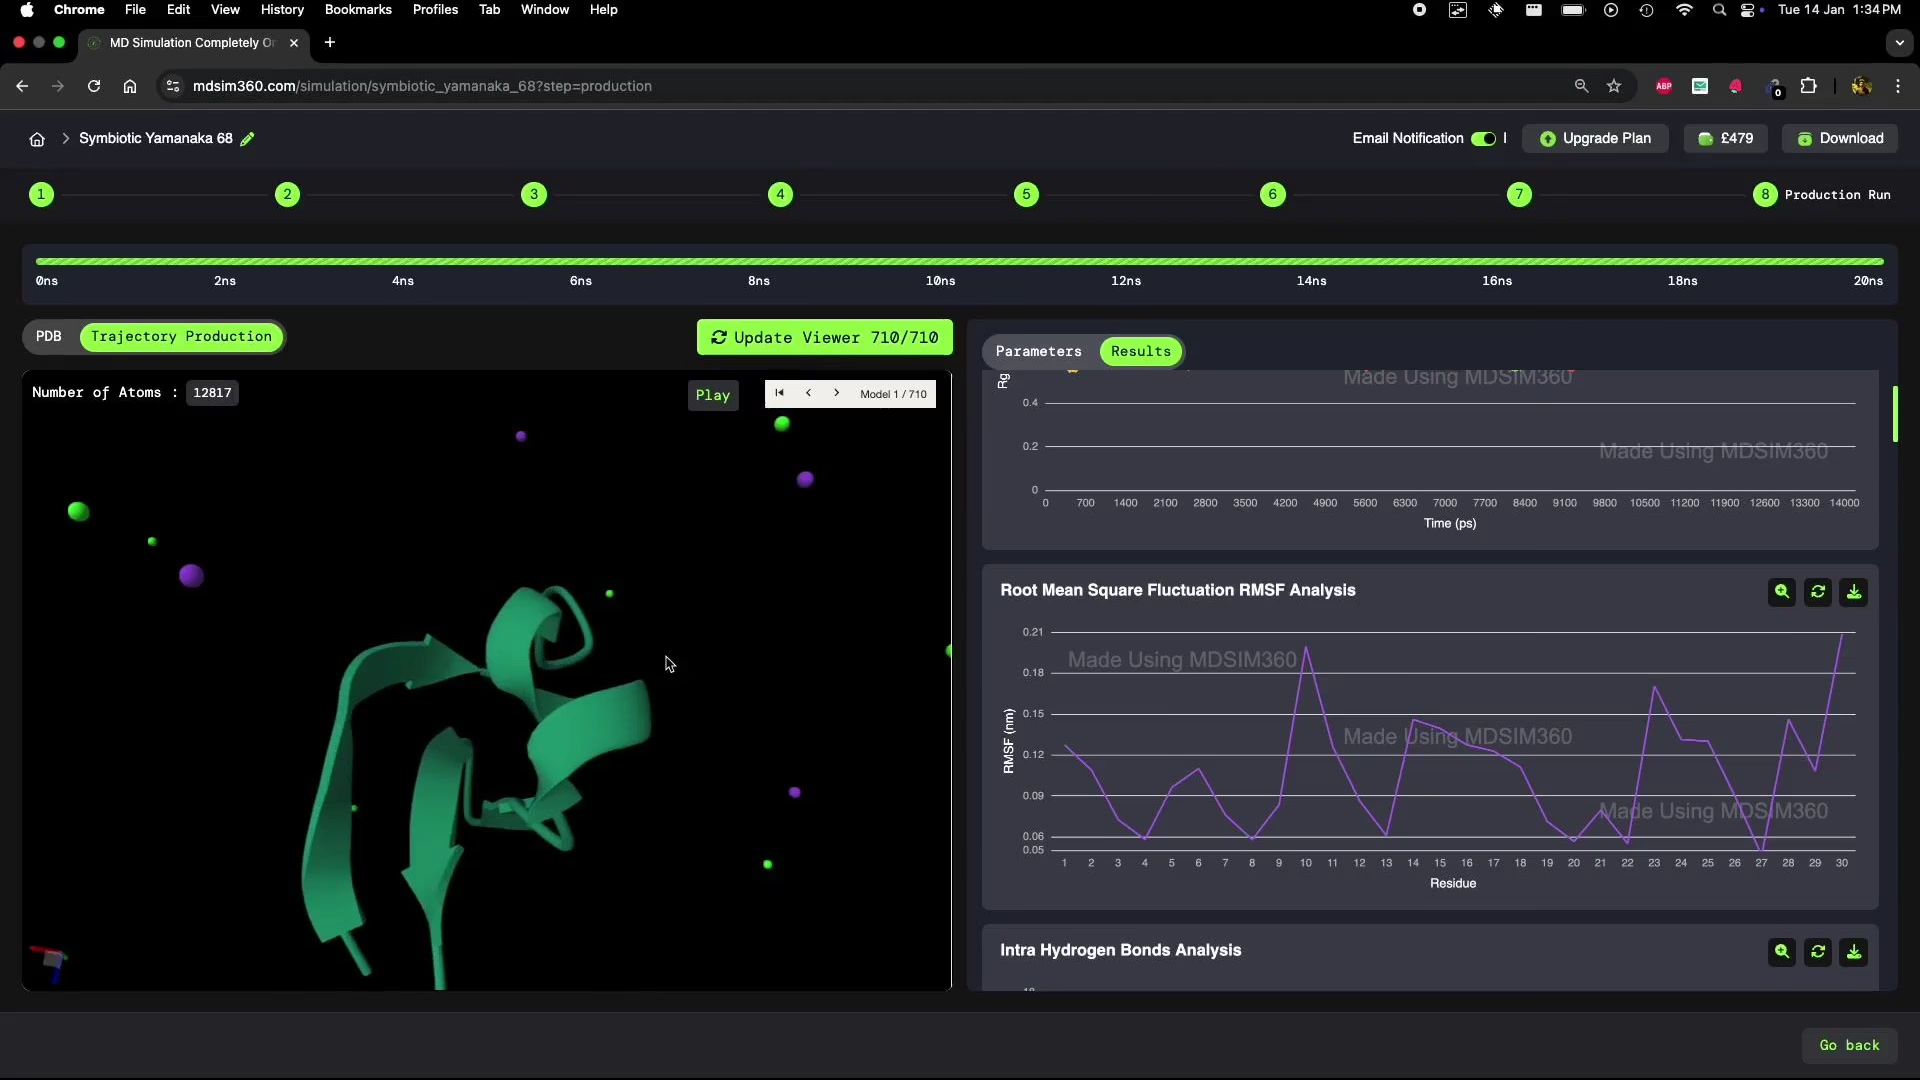 Chrome File Edit View History Bookmarks Profiles Tab Window Help
Tue 14 Jan 1:34 PM
MD Simulation Completely Or
mdsim360.com/simulation/symbiotic_yamanaka_68?step=production
ABP
0
Symbiotic Yamanaka 68
Email Notification
Upgrade Plan
£479
Download
1 2 3 4 5 6 7 8 Production Run
0ns 2ns 4ns 6ns 8ns 10ns 12ns 14ns 16ns 18ns 20ns
PDB Trajectory Production
Update Viewer 710/710
Number of Atoms : 12817
Play
Model 1 / 710
Parameters Results
Rg
Made Using MDSIM360
0.4
0.2
Made Using MDSIM360
0
0 700 1400 2100 2800 3500 4200 4900 5600 6300 7000 7700 8400 9100 9800 10500 11200 11900 12600 13300 14000
Time (ps)
Root Mean Square Fluctuation RMSF Analysis
0.21
Made Using MDSIM360
0.18
0.15
Made Using MDSIM360
0.12
0.09
Made Using MDSIM360
0.06
0.05
RMSF (nm)
1 2 3 4 5 6 7 8 9 10 11 12 13 14 15 16 17 18 19 20 21 22 23 24 25 26 27 28 29 30
Residue
Intra Hydrogen Bonds Analysis
Go back